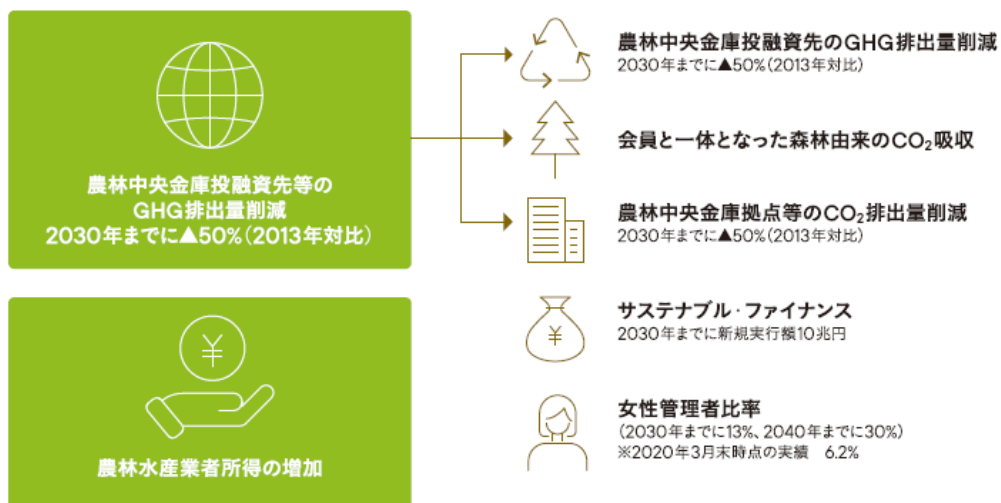 農林中央金庫投融資先等の
GHG排出量削減
2030年までに▲50%(2013年対比)
農林中央金庫投融資先のGHG排出量削減
2030年までに▲50%(2013年対比)
会員と一体となった森林由来のCO₂吸収
農林中央金庫拠点等のCO₂排出量削減
2030年までに▲50%(2013年対比)
¥
農林水産業者所得の増加
¥
サステナブル・ファイナンス
2030年までに新規実行額10兆円
女性管理者比率
(2030年までに13%、2040年までに30%)
※2020年3月末時点の実績 6.2%